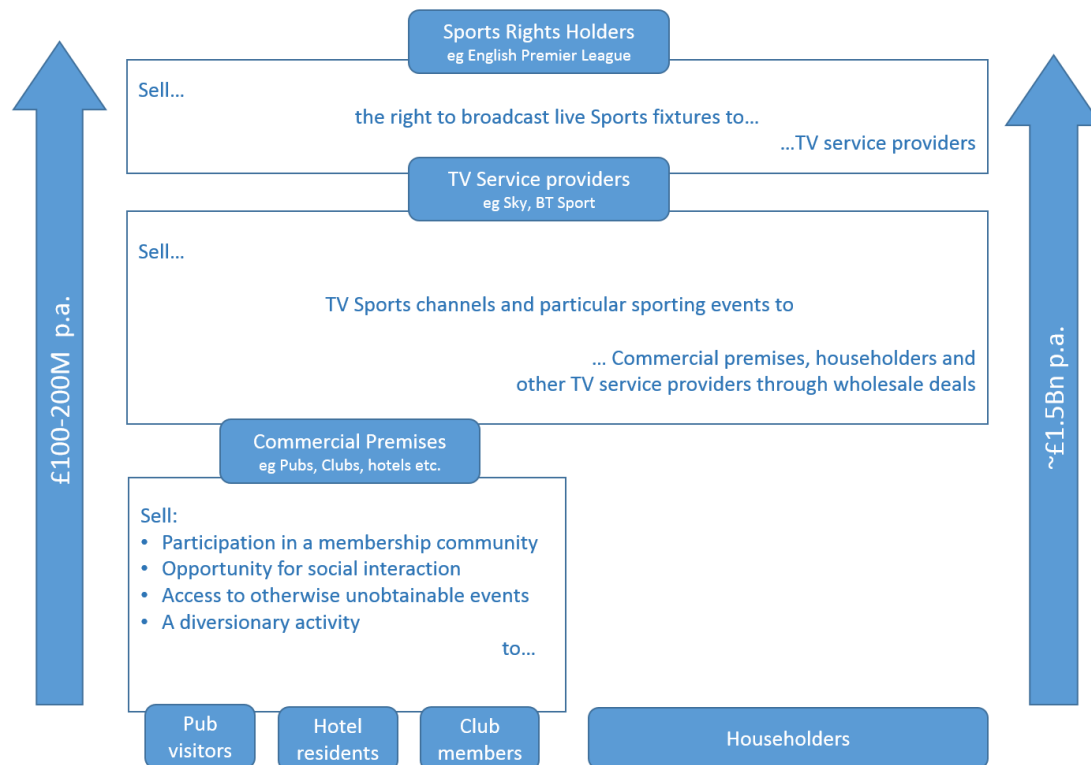 Sports Rights Holders
eg English Premier League
Sell...
the right to broadcast live Sports fixtures to...
...TV service providers
TV Service providers
eg Sky, BT Sport
Sell...
TV Sports channels and particular sporting events to
... Commercial premises, householders and
other TV service providers through wholesale deals
£100-200M p.a.
~£1.5Bn p.a.
Commercial Premises
eg Pubs, Clubs, hotels etc.
Sell:
• Participation in a membership community
• Opportunity for social interaction
• Access to otherwise unobtainable events
• A diversionary activity
to...
Pub
visitors
Hotel
residents
Club
members
Householders